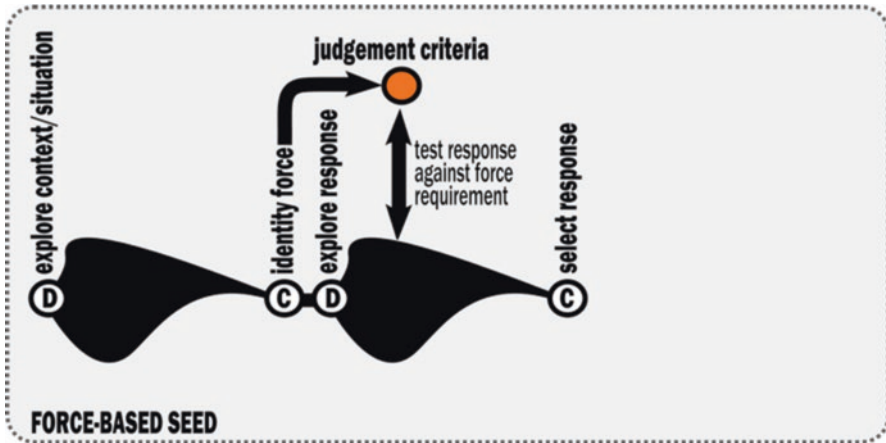 explore context/situation
judgement criteria
identity force
explore response
test response
against force
requirement
select response
D
C
D
C
FORCE-BASED SEED